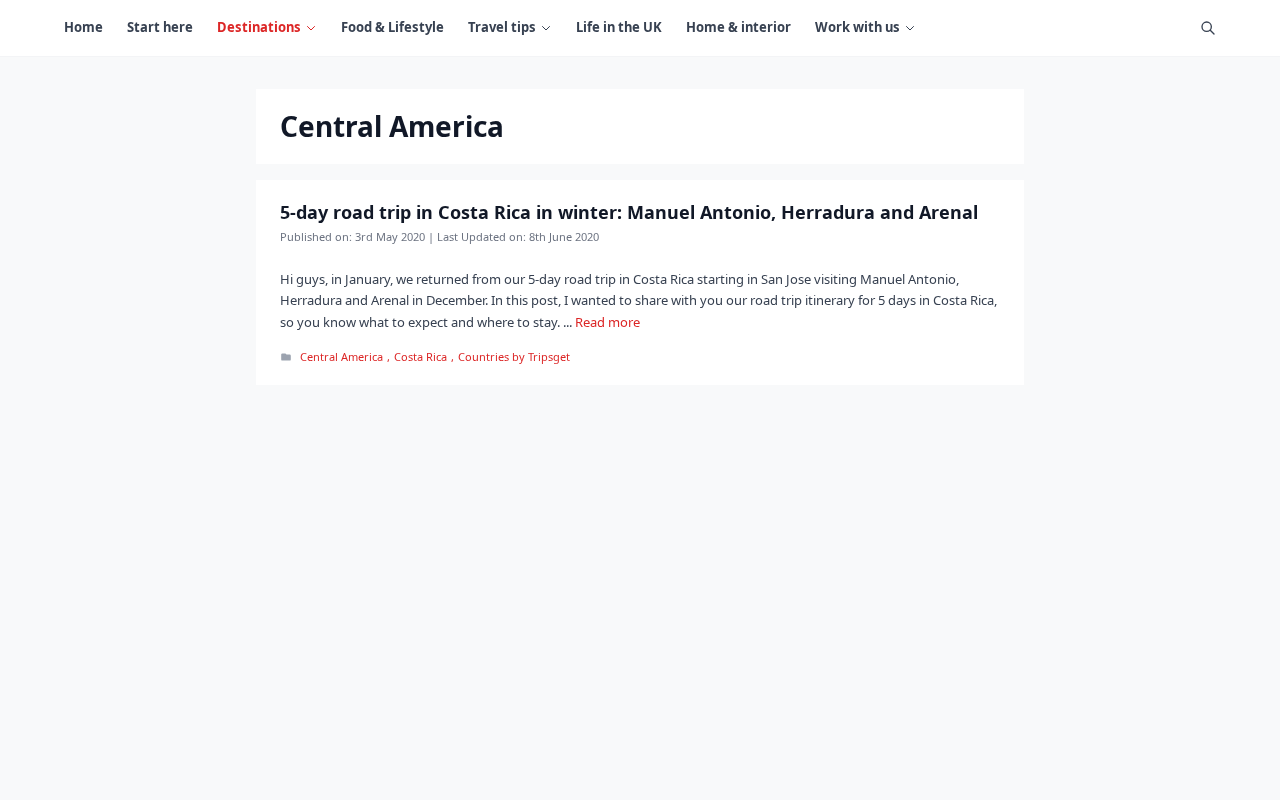 Home Start here Destinations Food & Lifestyle Travel tips Life in the UK Home & interior Work with us
Central America
5-day road trip in Costa Rica in winter: Manuel Antonio, Herradura and Arenal
Published on: 3rd May 2020 | Last Updated on: 8th June 2020
Hi guys, in January, we returned from our 5-day road trip in Costa Rica starting in San Jose visiting Manuel Antonio,
Herradura and Arenal in December. In this post, I wanted to share with you our road trip itinerary for 5 days in Costa Rica,
so you know what to expect and where to stay. ... Read more
Central America , Costa Rica , Countries by Tripsget